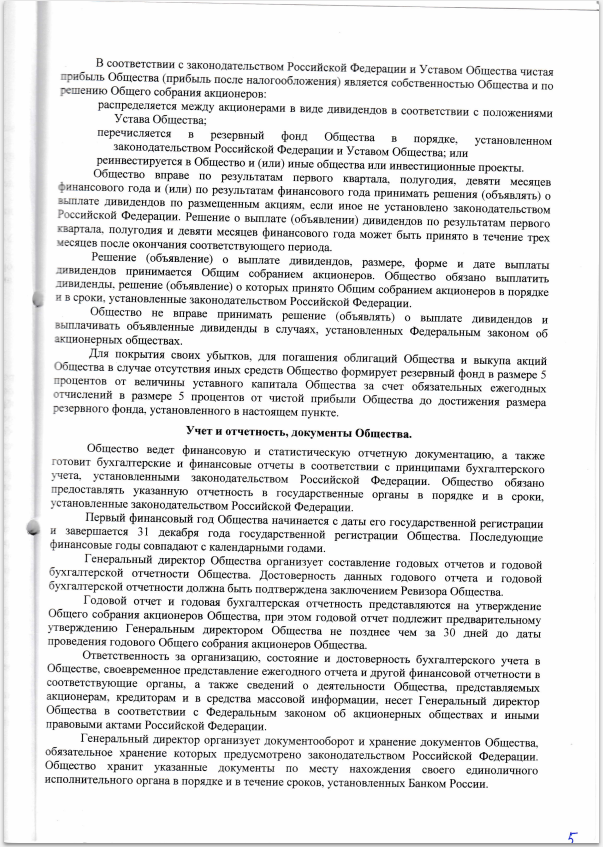 В соответствии с законодательством Российской Федерации и Уставом Общества чистая
прибыль Общества (прибыль после налогообложения) является собственностью Общества и по
решению Общего собрания акционеров:
распределяется между акционерами в виде дивидендов в соответствии с положениями
Устава Общества;
перечисляется в резервный фонд Общества в порядке, установленном
законодательством Российской Федерации и Уставом Общества; или
реинвестируется в Общество и (или) иные общества или инвестиционные проекты.
Общество вправе по результатам первого квартала, полугодия, девяти месяцев
финансового года и (или) по результатам финансового года принимать решения (объявлять) о
выплате дивидендов по размещенным акциям, если иное не установлено законодательством
Российской Федерации. Решение о выплате (объявлении) дивидендов по результатам первого
квартала, полугодия и девяти месяцев финансового года может быть принято в течение трех
месяцев после окончания соответствующего периода.
Решение (объявление) о выплате дивидендов, размере, форме и дате выплаты
дивидендов принимается Общим собранием акционеров. Общество обязано выплатить
дивиденды, решение (объявление) о которых принято Общим собранием акционеров в порядке
и в сроки, установленные законодательством Российской Федерации.
Общество не вправе принимать решение (объявлять) о выплате дивидендов и
выплачивать объявленные дивиденды в случаях, установленных Федеральным законом об
акционерных обществах.
Для покрытия своих убытков, для погашения облигаций Общества и выкупа акций
Общества в случае отсутствия иных средств Общество формирует резервный фонд в размере 5
процентов от величины уставного капитала Общества за счет обязательных ежегодных
отчислений в размере 5 процентов от чистой прибыли Общества до достижения размера
резервного фонда, установленного в настоящем пункте.
Учет и отчетность, документы Общества.
Общество ведет финансовую и статистическую отчетную документацию, а также
готовит бухгалтерские и финансовые отчеты в соответствии с принципами бухгалтерского
учета, установленными законодательством Российской Федерации. Общество обязано
предоставлять указанную отчетность в государственные органы в порядке и в сроки,
установленные законодательством Российской Федерации.
Первый финансовый год Общества начинается с даты его государственной регистрации
и завершается 31 декабря года государственной регистрации Общества. Последующие
финансовые годы совпадают с календарными годами.
Генеральный директор Общества организует составление годовых отчетов и годовой
бухгалтерской отчетности Общества. Достоверность данных годового отчета и годовой
бухгалтерской отчетности должна быть подтверждена заключением Ревизора Общества.
Годовой отчет и годовая бухгалтерская отчетность представляются на утверждение
Общего собрания акционеров Общества, при этом годовой отчет подлежит предварительному
утверждению Генеральным директором Общества не позднее чем за 30 дней до даты
проведения годового Общего собрания акционеров Общества.
Ответственность за организацию, состояние и достоверность бухгалтерского учета в
Обществе, своевременное представление ежегодного отчета и другой финансовой отчетности в
соответствующие органы, а также сведений о деятельности Общества, представляемых
акционерам, кредиторам и в средства массовой информации, несет Генеральный директор
Общества в соответствии с Федеральным законом об акционерных обществах и иными
правовыми актами Российской Федерации.
Генеральный директор организует документооборот и хранение документов Общества,
обязательное хранение которых предусмотрено законодательством Российской Федерации.
Общество хранит указанные документы по месту нахождения своего единоличного
исполнительного органа в порядке и в течение сроков, установленных Банком России.
5